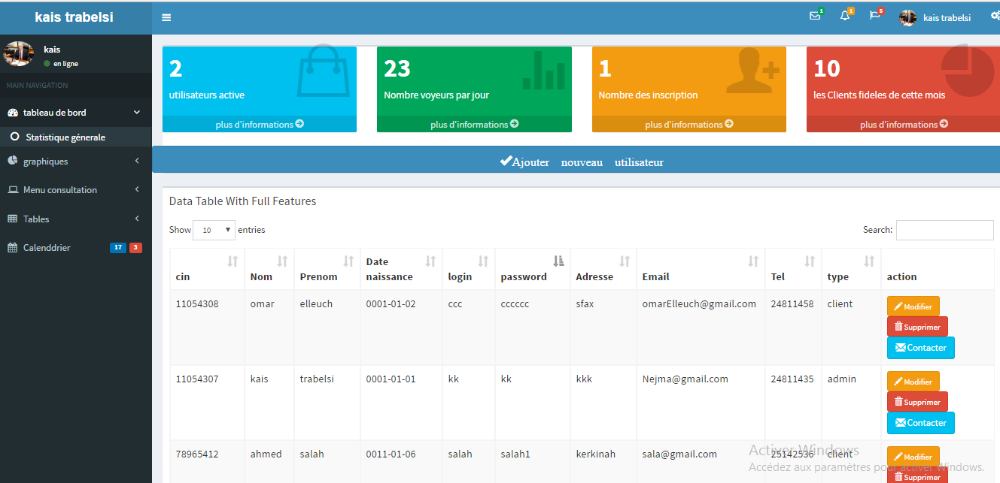 kais trabelsi
1 1 5 kais trabelsi
kais
en ligne
MAIN NAVIGATION
tableau de bord
Statistique génerale
graphiques
Menu consultation
Tables
Calenddrier 17 3
2
utilisateurs active
plus d'informations
23
Nombre voyeurs par jour
plus d'informations
1
Nombre des inscription
plus d'informations
10
les Clients fideles de cette mois
plus d'informations
Ajouter nouveau utilisateur
Data Table With Full Features
Show 10 entries Search:
cin Nom Prenom Date naissance login password Adresse Email Tel type action
11054308 omar elleuch 0001-01-02 ccc cccccc sfax omarElleuch@gmail.com 24811458 client Modifier
Supprimer
Contacter
11054307 kais trabelsi 0001-01-01 kk kk kkk Nejma@gmail.com 24811435 admin Modifier
Supprimer
Contacter
78965412 ahmed salah 0011-01-06 salah salah1 kerkinah sala@gmail.com 25142536 client Modifier
Supprimer
Activer Windows
Accédez aux paramètres pour activer Windows.